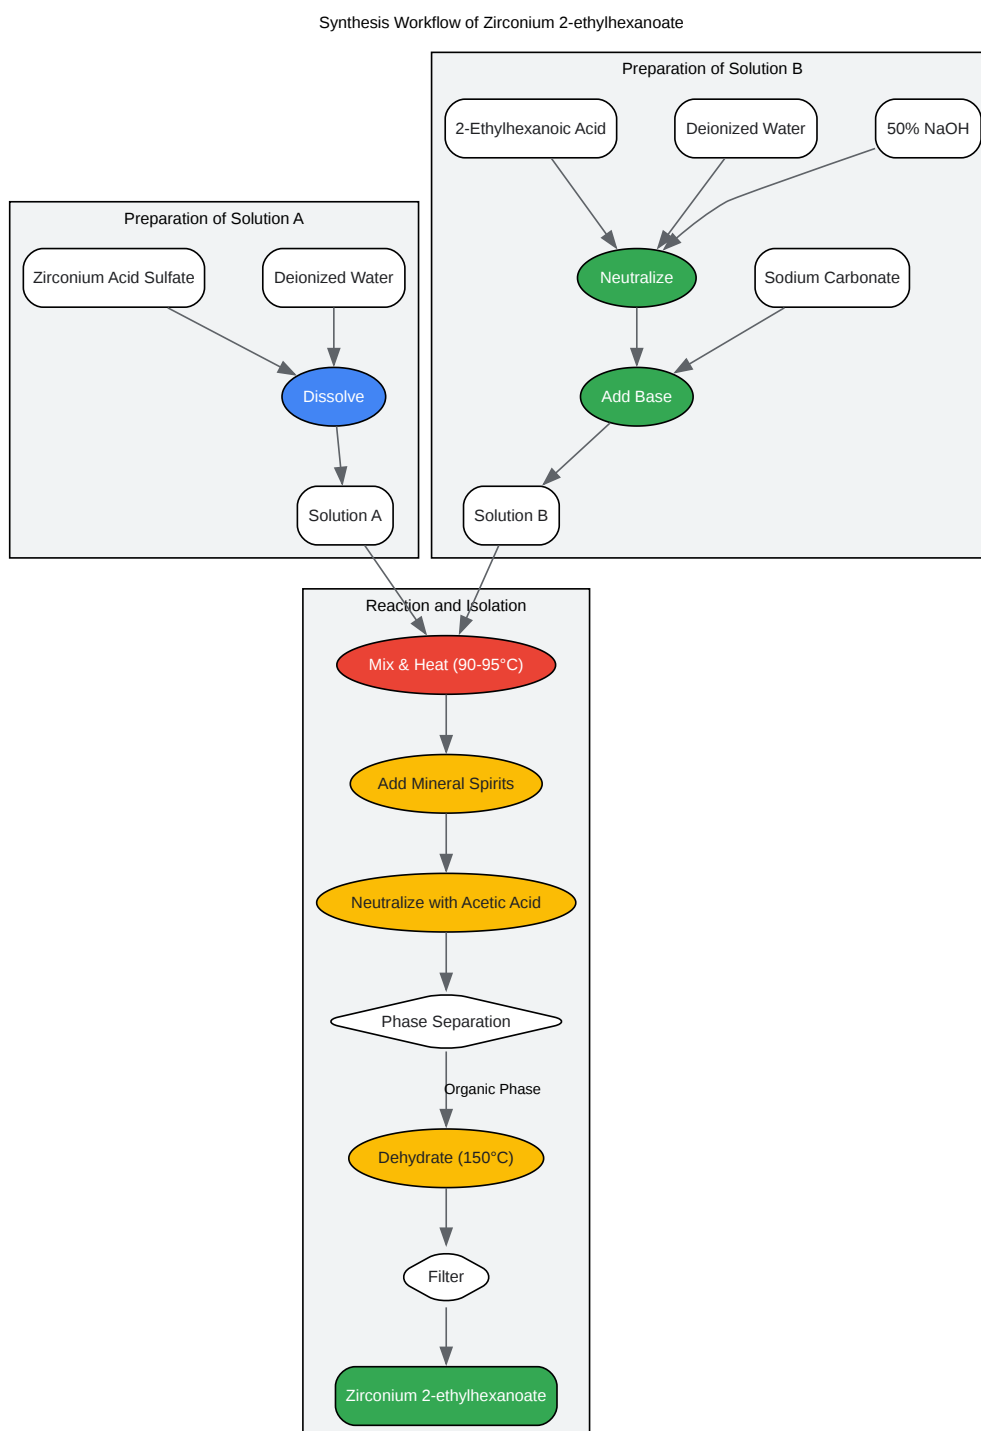 Synthesis Workflow of Zirconium 2-ethylhexanoate
Preparation of Solution B
2-Ethylhexanoic Acid
Deionized Water
50% NaOH
Neutralize
Sodium Carbonate
Add Base
Solution B
Preparation of Solution A
Zirconium Acid Sulfate
Deionized Water
Dissolve
Solution A
Reaction and Isolation
Mix & Heat (90-95°C)
Add Mineral Spirits
Neutralize with Acetic Acid
Phase Separation
Organic Phase
Dehydrate (150°C)
Filter
Zirconium 2-ethylhexanoate